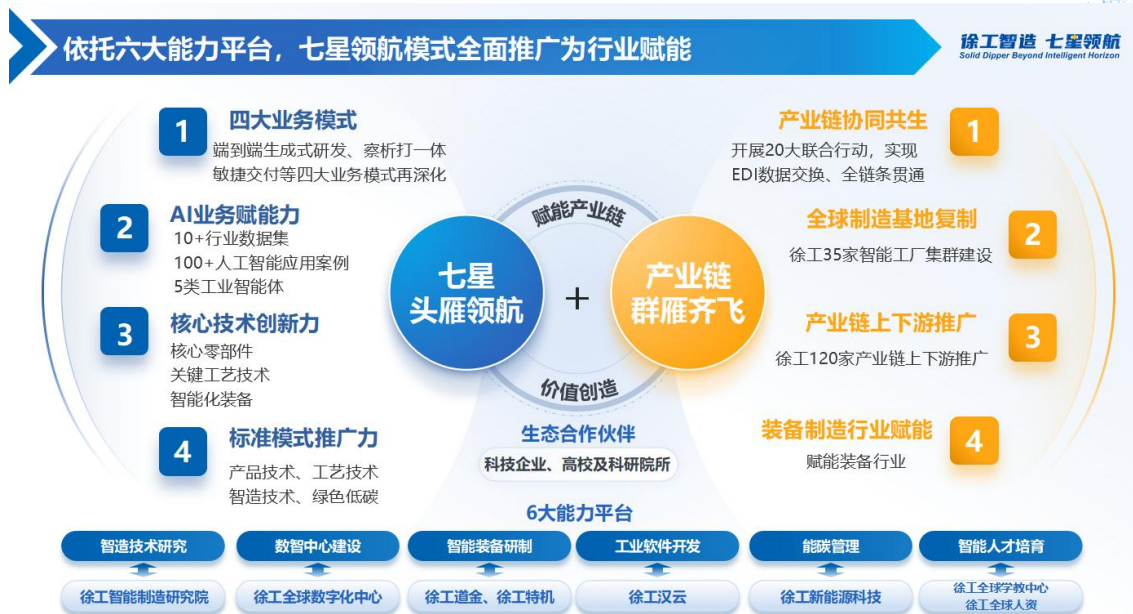 依托六大能力平台，七星领航模式全面推广为行业赋能
徐工智造 七星领航
Solid Dipper Beyond Intelligent Horizon
1
四大业务模式
端到端生成式研发、察析打一体
敏捷交付等四大业务模式再深化
2
AI业务赋能力
10+行业数据集
100+人工智能应用案例
5类工业智能体
3
核心技术创新力
核心零部件
关键工艺技术
智能化装备
4
标准模式推广力
产品技术、工艺技术
智造技术、绿色低碳
赋能产业链
七星
头雁领航
+
产业链
群雁齐飞
价值创造
生态合作伙伴
科技企业、高校及科研院所
产业链协同共生
1
开展20大联合行动，实现
EDI数据交换、全链条贯通
全球制造基地复制
2
徐工35家智能工厂集群建设
产业链上下游推广
3
徐工120家产业链上下游推广
装备制造行业赋能
4
赋能装备行业
6大能力平台
智造技术研究
数智中心建设
智能装备研制
工业软件开发
能碳管理
智能人才培育
徐工智能制造研究院
徐工全球数字化中心
徐工道金、徐工特机
徐工汉云
徐工新能源科技
徐工全球学教中心
徐工全球人资